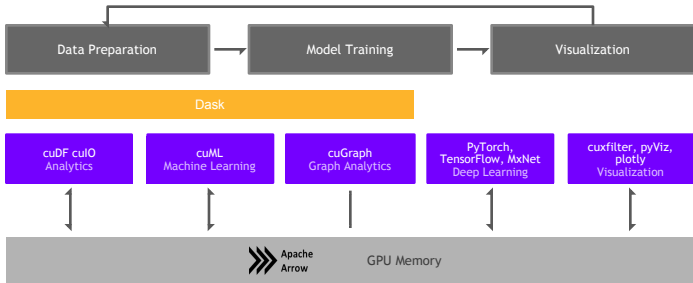 Data Preparation
Model Training
Visualization
Dask
cuDF cuIO
Analytics
cuML
Machine Learning
cuGraph
Graph Analytics
PyTorch,
TensorFlow, MxNet
Deep Learning
cuxfilter, pyViz,
plotly
Visualization
Apache
Arrow
GPU Memory